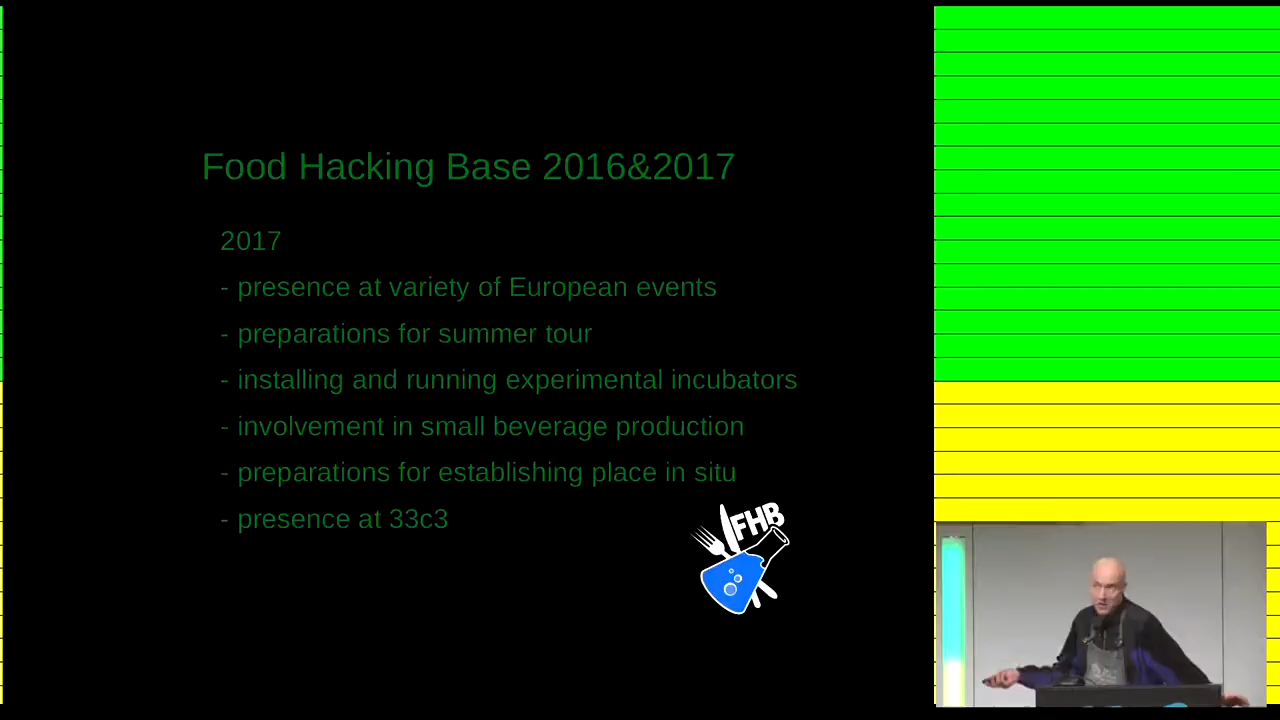 Food Hacking Base 2016&2017
2017
- presence at variety of European events
- preparations for summer tour
- installing and running experimental incubators
- involvement in small beverage production
- preparations for establishing place in situ
- presence at 33c3
FHB